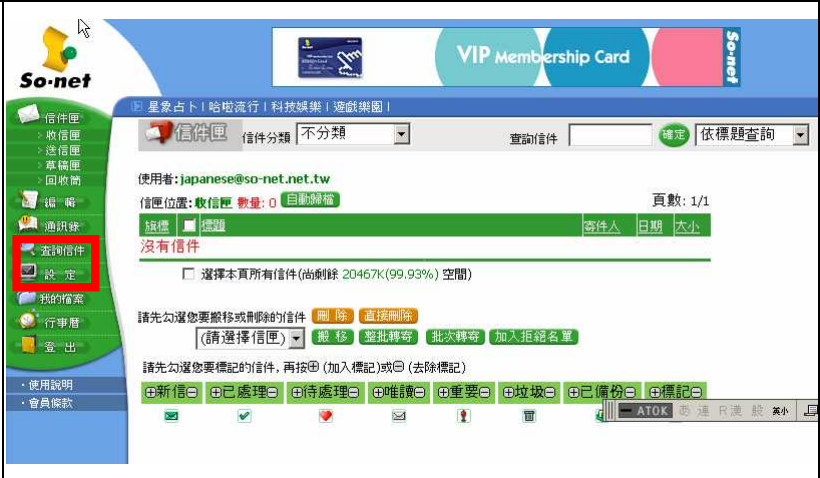 So-net
VIP Membership Card
So-net
星象占卜 | 哈啦流行 | 科技娛樂 | 遊戲樂園 |
信件匣
收信匣
送信匣
草稿匣
回收筒
編 輯
通訊錄
查詢信件
設 定
我的檔案
行事曆
登 出
使用說明
會員條款
信件匣 信件分類 不分類 查詢信件 確定 依標題查詢
使用者:japanese@so-net.net.tw
信匣位置:收信匣 數量: 0 自動歸檔 頁數: 1/1
旗標 標題 寄件人 日期 大小
沒有信件
選擇本頁所有信件(尚剩餘 20467K(99.93%) 空間)
請先勾選您要搬移或刪除的信件 刪 除 直接刪除
(請選擇信匣) 搬 移 整批轉寄 批次轉寄 加入拒絕名單
請先勾選您要標記的信件, 再按⊞ (加入標記)或⊟ (去除標記)
⊞新信⊟ ⊞已處理⊟ ⊞待處理⊟ ⊞唯讀⊟ ⊞重要⊟ ⊞垃圾⊟ ⊞已備份⊟ ⊞標記⊟
ATOK あ 連 R漢 般 英小